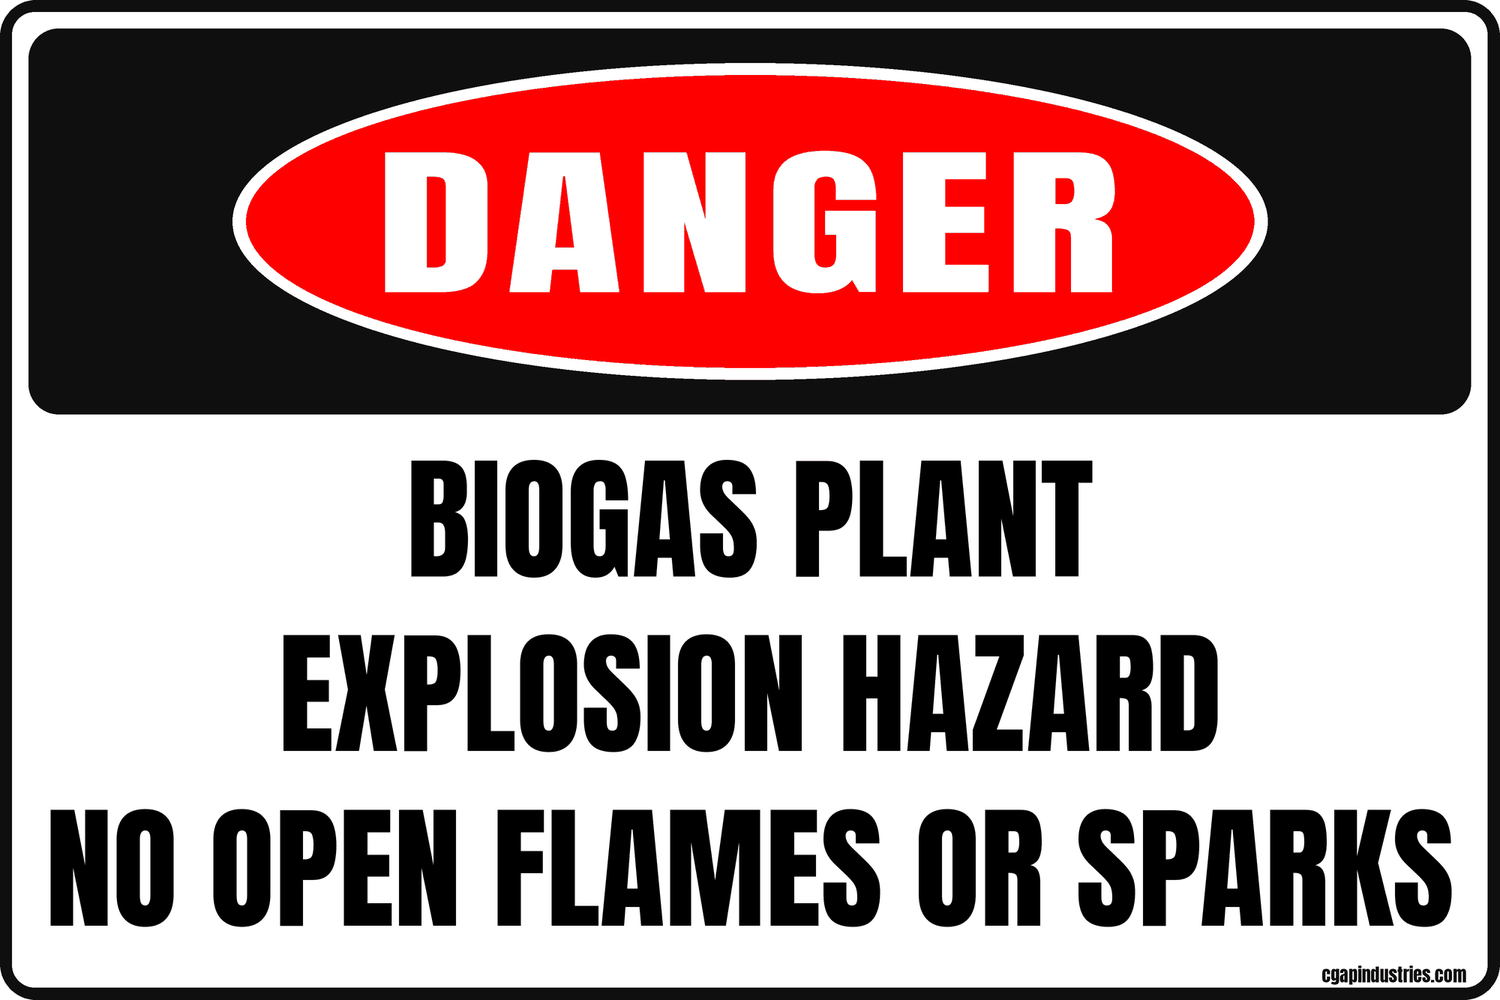 DANGER
BIOGAS PLANT
EXPLOSION HAZARD
NO OPEN FLAMES OR SPARKS
cgapindustries.com